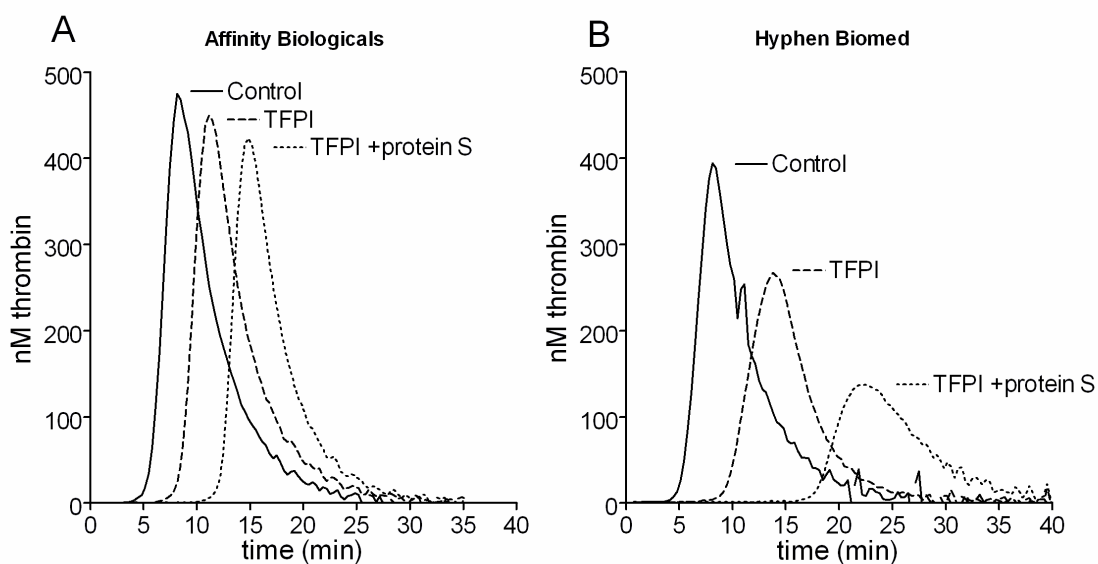 A
Affinity Biologicals
500
400
300
200
100
0
nM thrombin
Control
TFPI
TFPI +protein S
0 5 10 15 20 25 30 35 40
time (min)
B
Hyphen Biomed
500
400
300
200
100
0
nM thrombin
Control
TFPI
TFPI +protein S
0 5 10 15 20 25 30 35 40
time (min)